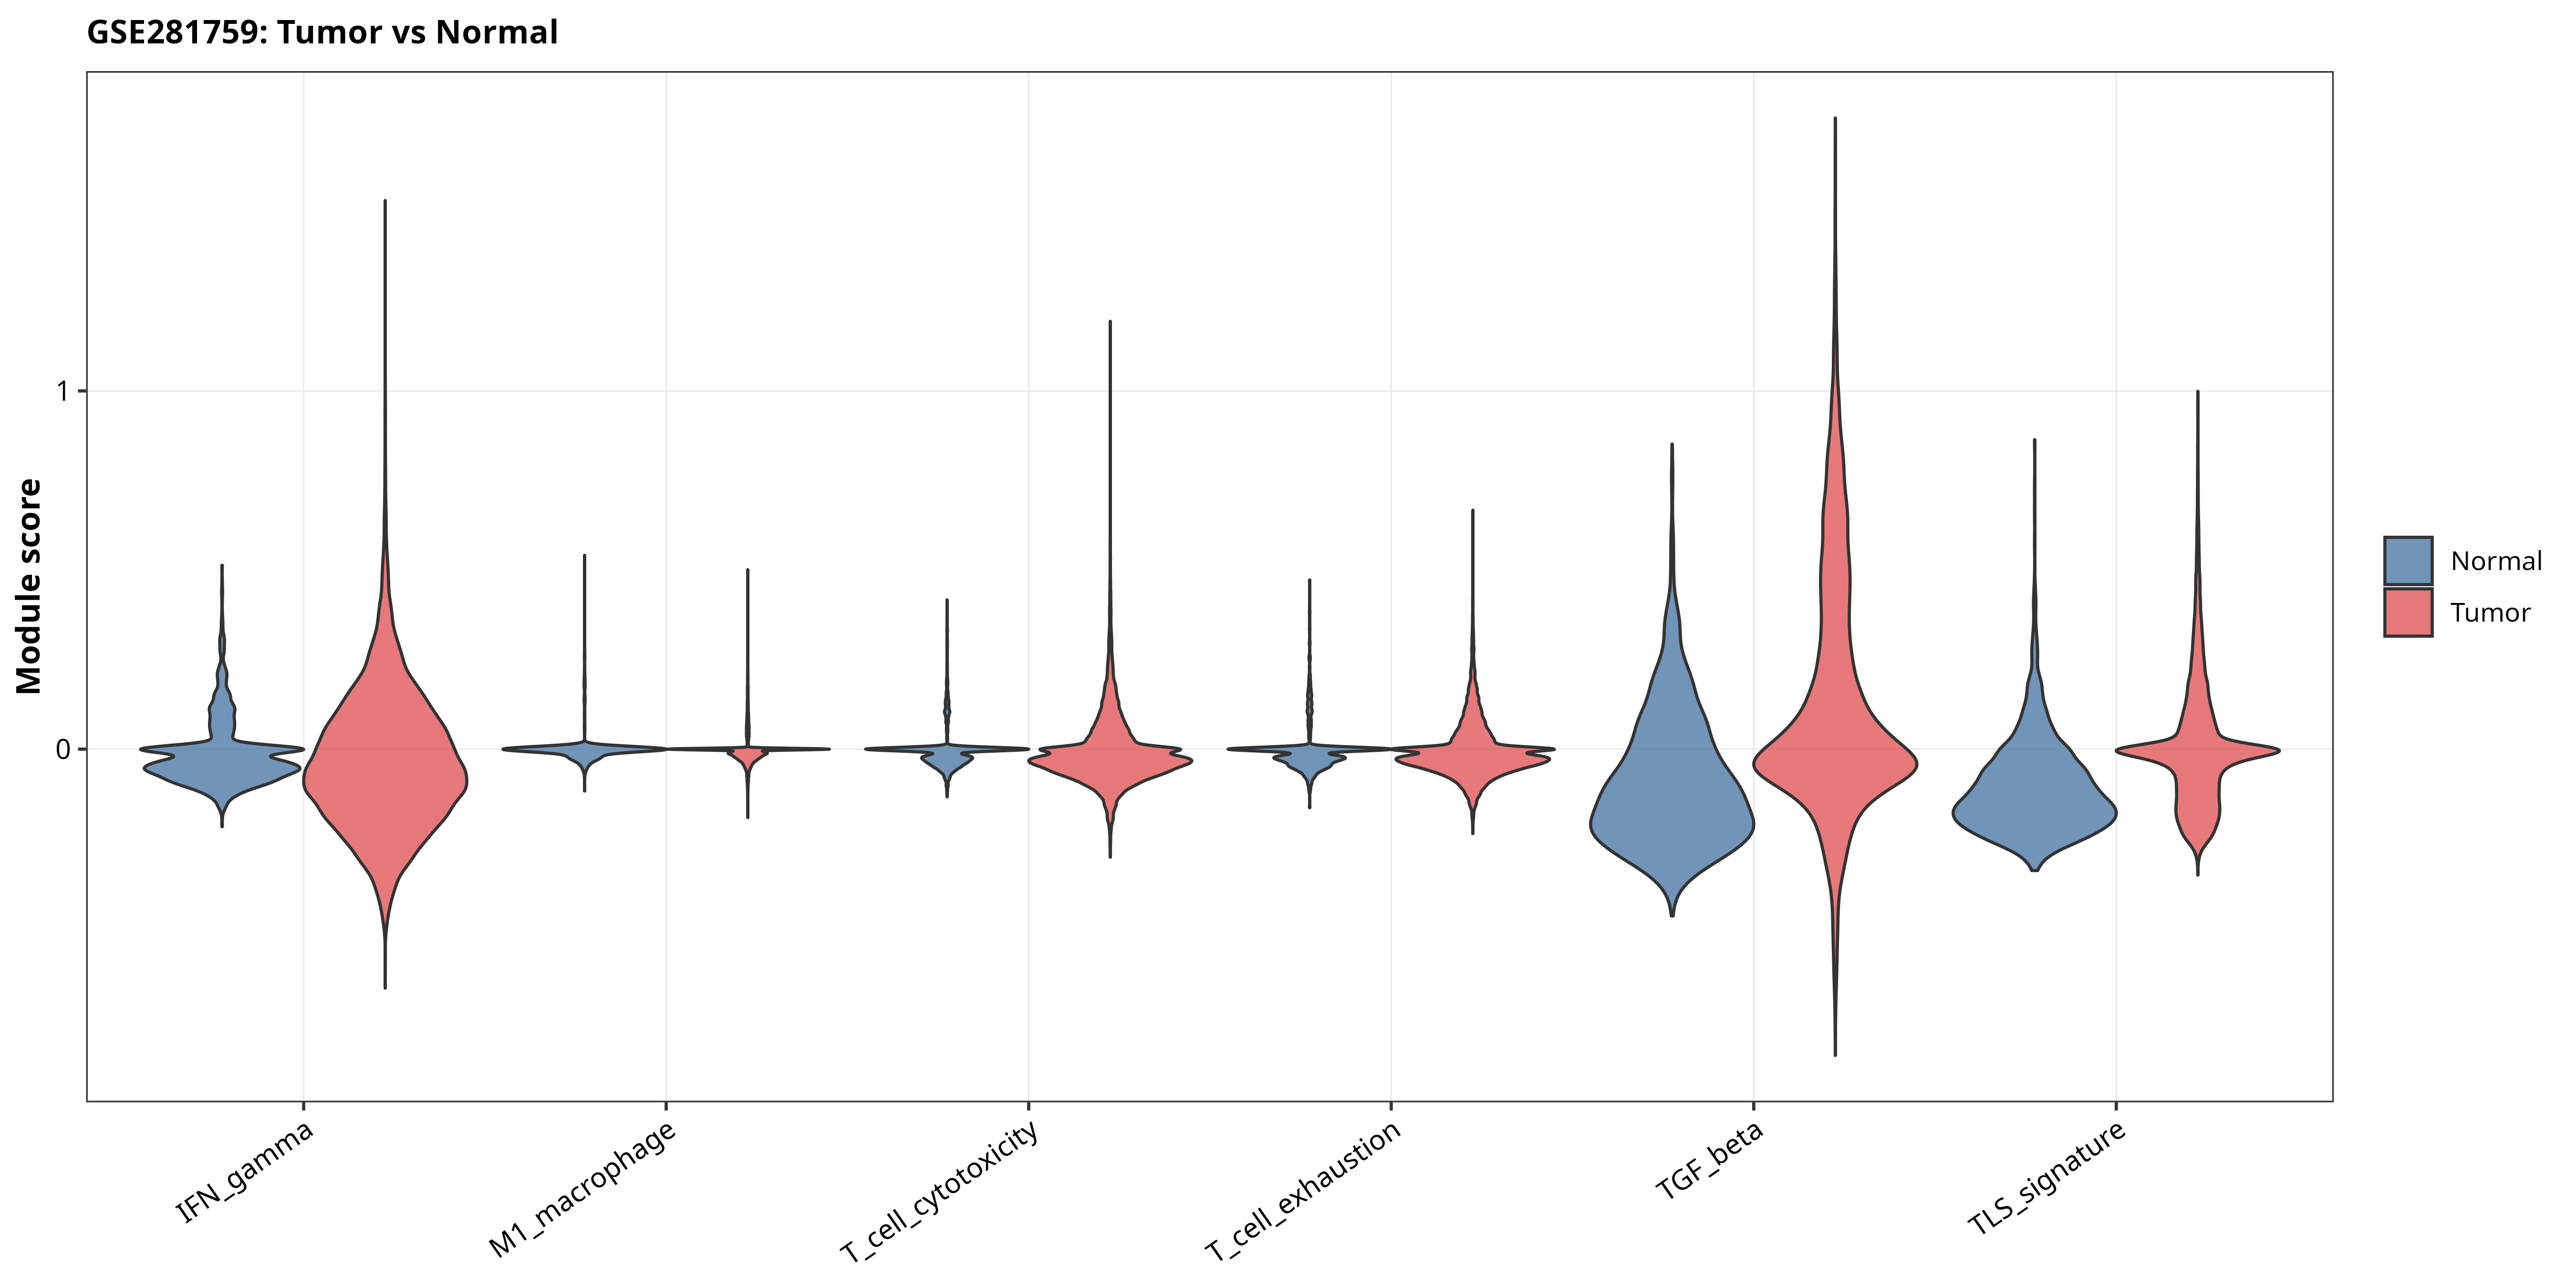 GSE281759: Tumor vs Normal
Module score
1
0
IFN_gamma
M1_macrophage
T_cell_cytotoxicity
T_cell_exhaustion
TGF_beta
TLS_signature
Normal
Tumor